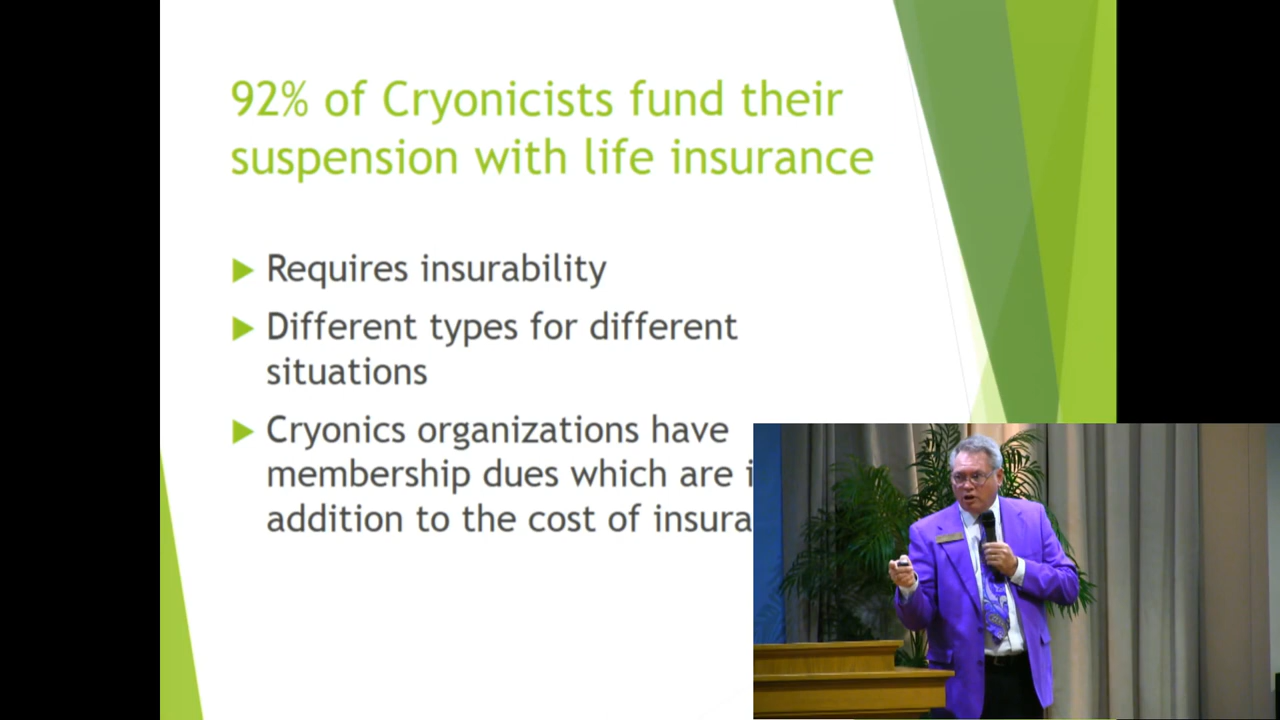 92% of Cryonicists fund their
suspension with life insurance
Requires insurability
Different types for different
situations
Cryonics organizations have
membership dues which are
addition to the cost of